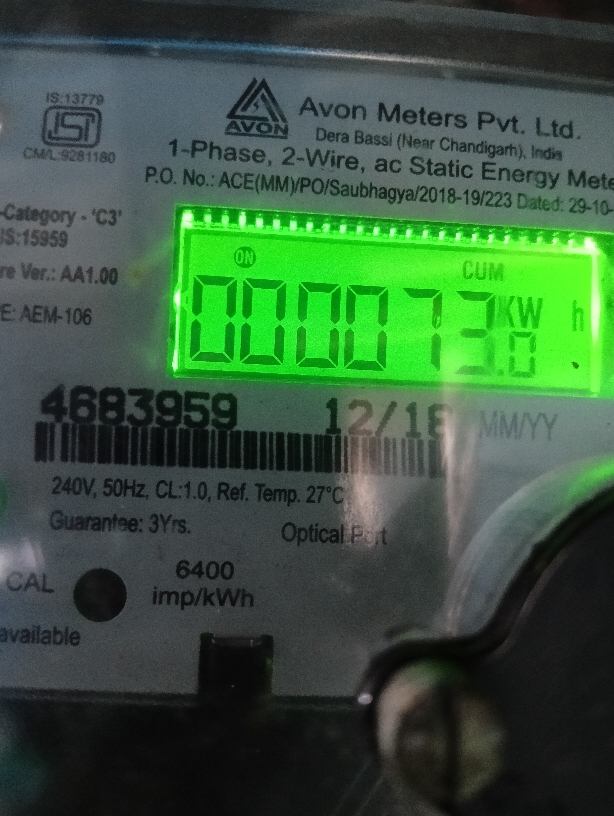 IS:13779
ISI
CM/L:9281180
AVON
Avon Meters Pvt. Ltd.
Dera Bassi (Near Chandigarh), India
1-Phase, 2-Wire, ac Static Energy Mete
P.O. No.: ACE(MM)/PO/Saubhagya/2018-19/223 Dated: 29-10-
-Category - 'C3'
IS:15959
re Ver.: AA1.00
E: AEM-106
ON
CUM
000073.0 KW h
4683959 12/18 MM/YY
240V, 50Hz, CL:1.0, Ref. Temp. 27°C
Guarantee: 3Yrs.
Optical Port
CAL
6400
imp/kWh
available